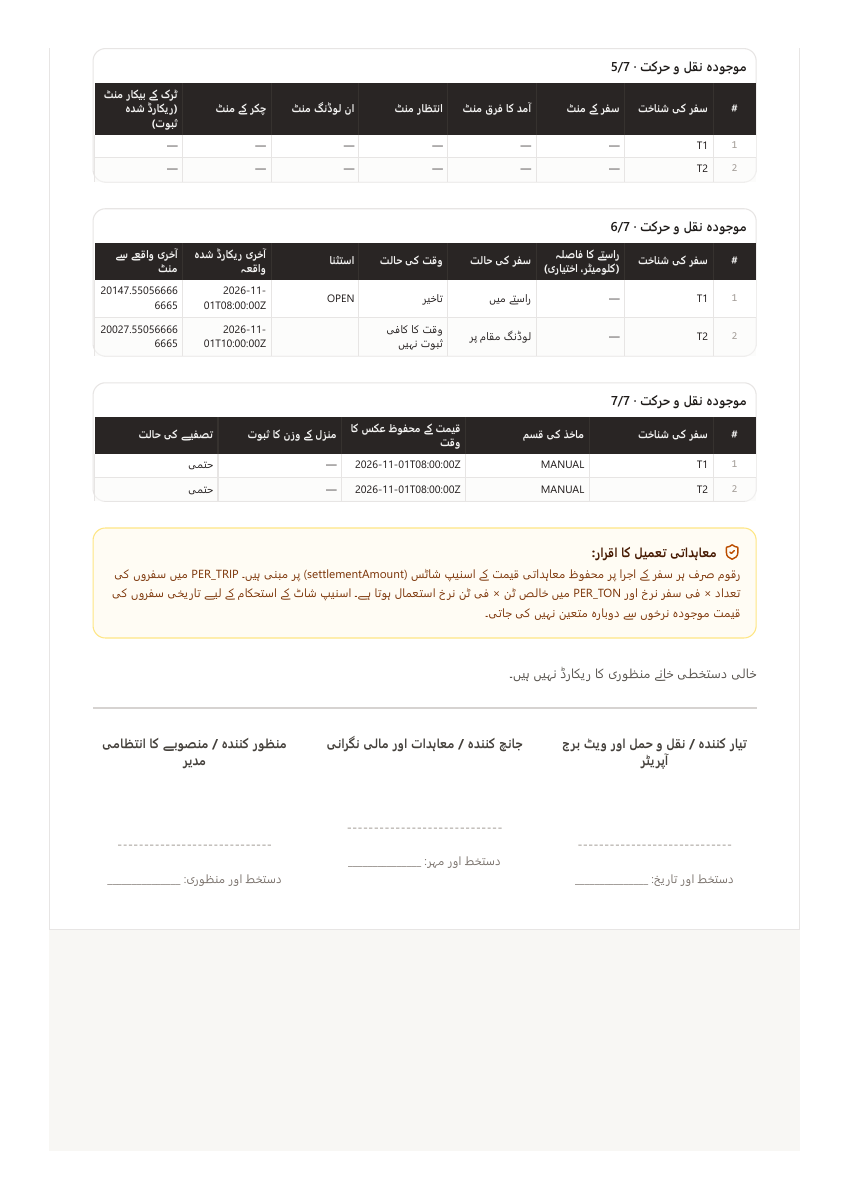 موجودہ نقل و حرکت · 5/7
# سفر کی شناخت سفر کے منٹ آمد کا فرق منٹ انتظار منٹ ان لوڈنگ منٹ چکر کے منٹ ٹرک کے بیکار منٹ (ریکارڈ شدہ ثبوت)
1 T1 — — — — — —
2 T2 — — — — — —
موجودہ نقل و حرکت · 6/7
# سفر کی شناخت راستے کا فاصلہ (کلومیٹر، اختیاری) سفر کی حالت وقت کی حالت استثنا آخری ریکارڈ شدہ واقعہ آخری واقعے سے منٹ
1 T1 — راستے میں تاخیر OPEN 2026-11-01T08:00:00Z 20147.550566666665
2 T2 — لوڈنگ مقام پر وقت کا کافی ثبوت نہیں 2026-11-01T10:00:00Z 20027.550566666665
موجودہ نقل و حرکت · 7/7
# سفر کی شناخت ماخذ کی قسم قیمت کے محفوظ عکس کا وقت منزل کے وزن کا ثبوت تصفیے کی حالت
1 T1 MANUAL 2026-11-01T08:00:00Z — حتمی
2 T2 MANUAL 2026-11-01T08:00:00Z — حتمی
معاہداتی تعمیل کا اقرار:
رقوم صرف ہر سفر کے اجرا پر محفوظ معاہداتی قیمت کے اسنیپ شاٹس (settlementAmount) پر مبنی ہیں۔ PER_TRIP میں سفروں کی
تعداد × فی سفر نرخ اور PER_TON میں خالص ٹن × فی ٹن نرخ استعمال ہوتا ہے۔ اسنیپ شاٹ کے استحکام کے لیے تاریخی سفروں کی
قیمت موجودہ نرخوں سے دوبارہ متعین نہیں کی جاتی۔
خالی دستخطی خانے منظوری کا ریکارڈ نہیں ہیں۔
تیار کنندہ / نقل و حمل اور ویٹ برج آپریٹر
جانچ کنندہ / معاہدات اور مالی نگرانی
منظور کنندہ / منصوبے کا انتظامی مدیر
دستخط اور تاریخ: ____________
دستخط اور مہر: ____________
دستخط اور منظوری: ____________